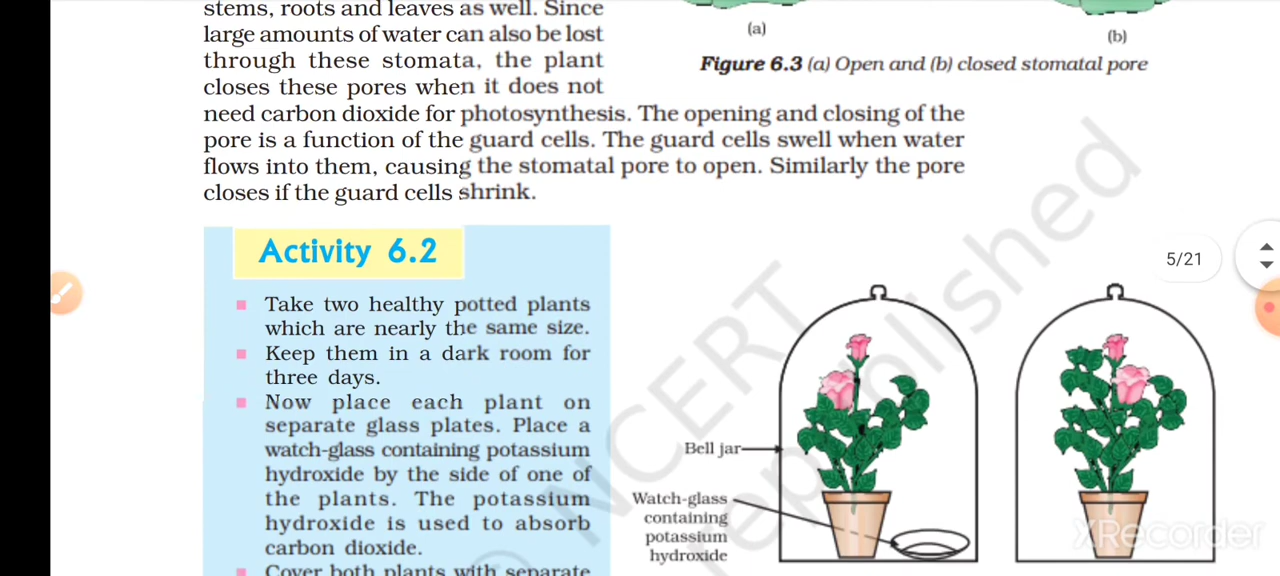 stems, roots and leaves as well. Since
large amounts of water can also be lost
through these stomata, the plant
closes these pores when it does not
need carbon dioxide for photosynthesis. The opening and closing of the
pore is a function of the guard cells. The guard cells swell when water
flows into them, causing the stomatal pore to open. Similarly the pore
closes if the guard cells shrink.
(a)
(b)
Figure 6.3 (a) Open and (b) closed stomatal pore
Activity 6.2
Take two healthy potted plants
which are nearly the same size.
Keep them in a dark room for
three days.
Now place each plant on
separate glass plates. Place a
watch-glass containing potassium
hydroxide by the side of one of
the plants. The potassium
hydroxide is used to absorb
carbon dioxide.
Cover both plants with separate
Bell jar
Watch-glass
containing
potassium
hydroxide
5/21
© NCERT
republished
XRecorder